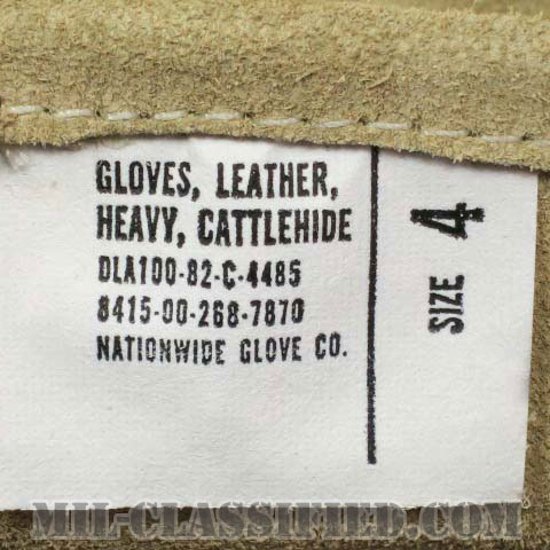 GLOVES, LEATHER,
HEAVY, CATTLEHIDE
DLA100-82-C-4485
8415-00-268-7870
NATIONWIDE GLOVE CO.
SIZE 4
MIL-CLASSIFIED.COM